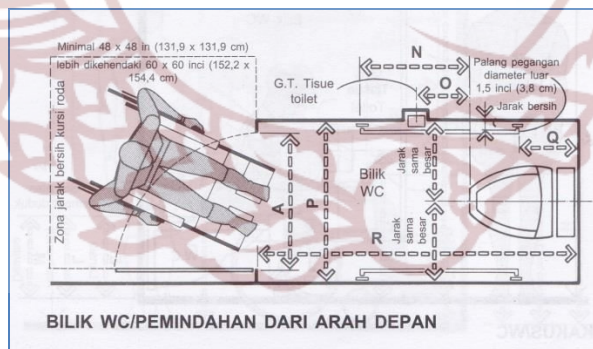 Minimal 48 x 48 in (131,9 x 131,9 cm)
lebih dikehendaki 60 x 60 inci (152,2 x
154,4 cm)
Zona jarak bersih kursi roda
G.T. Tisue
toilet
N
O
Palang pegangan
diameter luar
1,5 inci (3,8 cm)
Jarak bersih
Q
A
P
Bilik
WC
Jarak
sama
besar
R
Jarak
sama
besar
BILIK WC/PEMINDAHAN DARI ARAH DEPAN